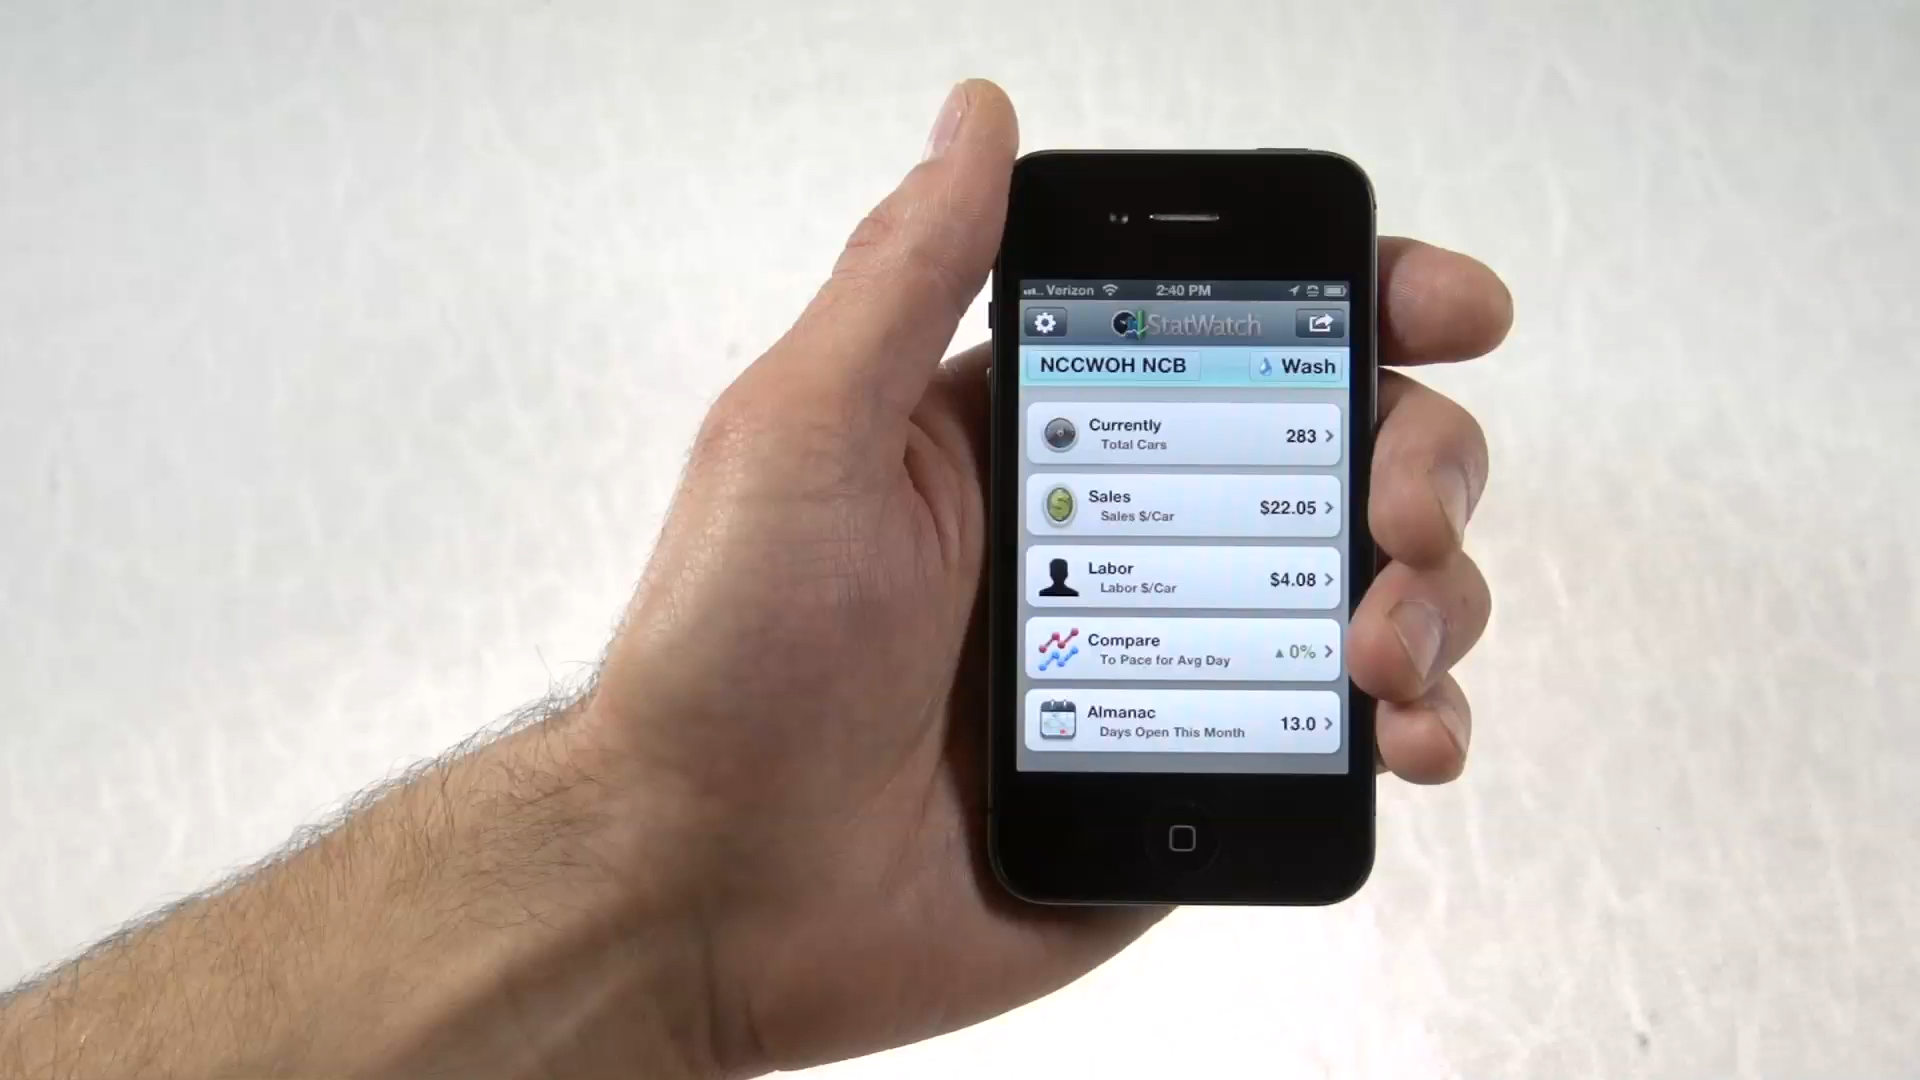 Verizon 2:40 PM
StatWatch
NCCWOH NCB Wash
Currently
Total Cars
283
Sales
Sales $/Car
$22.05
Labor
Labor $/Car
$4.08
Compare
To Pace for Avg Day
▲ 0%
Almanac
Days Open This Month
13.0